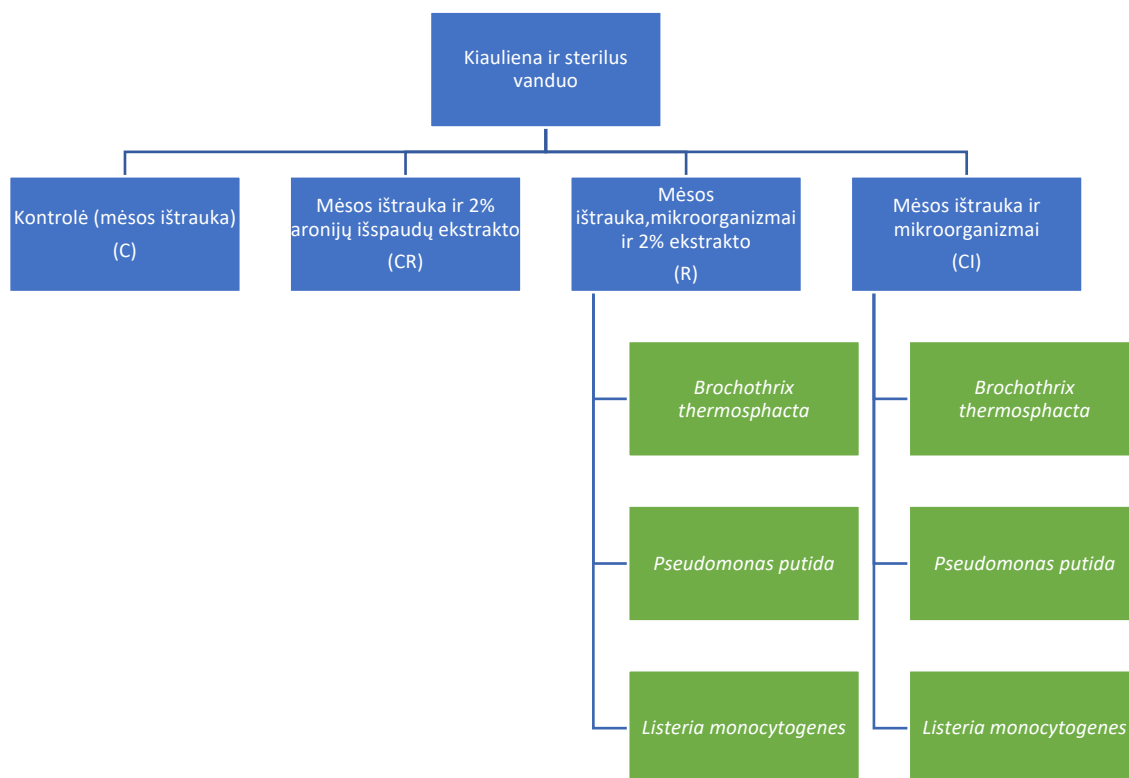 Kiauliena ir sterilus
vanduo
Kontrolė (mėsos ištrauka)
(C)
Mėsos ištrauka ir 2%
aronijų išspaudų ekstrakto
(CR)
Mėsos
ištrauka,mikroorganizmai
ir 2% ekstrakto
(R)
Mėsos ištrauka ir
mikroorganizmai
(CI)
Brochothrix
thermosphacta
Pseudomonas putida
Listeria monocytogenes
Brochothrix
thermosphacta
Pseudomonas putida
Listeria monocytogenes